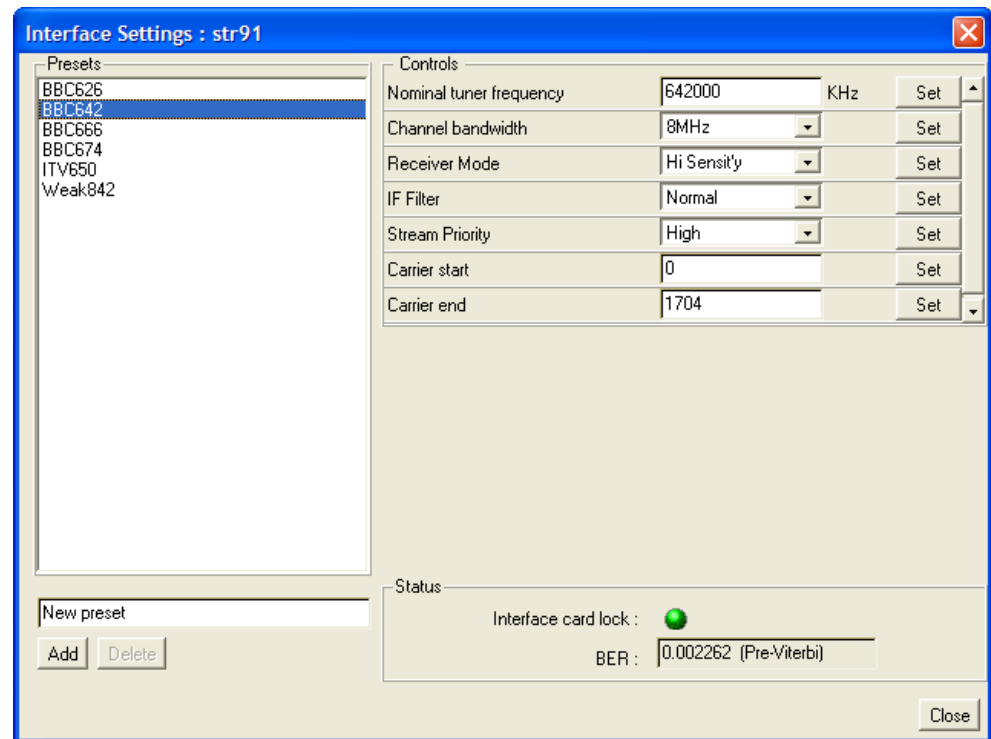 Interface Settings : str91
Presets
BBC626
BBC642
BBC666
BBC674
ITV650
Weak842
New preset
Add Delete
Controls
Nominal tuner frequency 642000 KHz Set
Channel bandwidth 8MHz Set
Receiver Mode Hi Sensit'y Set
IF Filter Normal Set
Stream Priority High Set
Carrier start 0 Set
Carrier end 1704 Set
Status
Interface card lock :
BER : 0.002262 (Pre-Viterbi)
Close